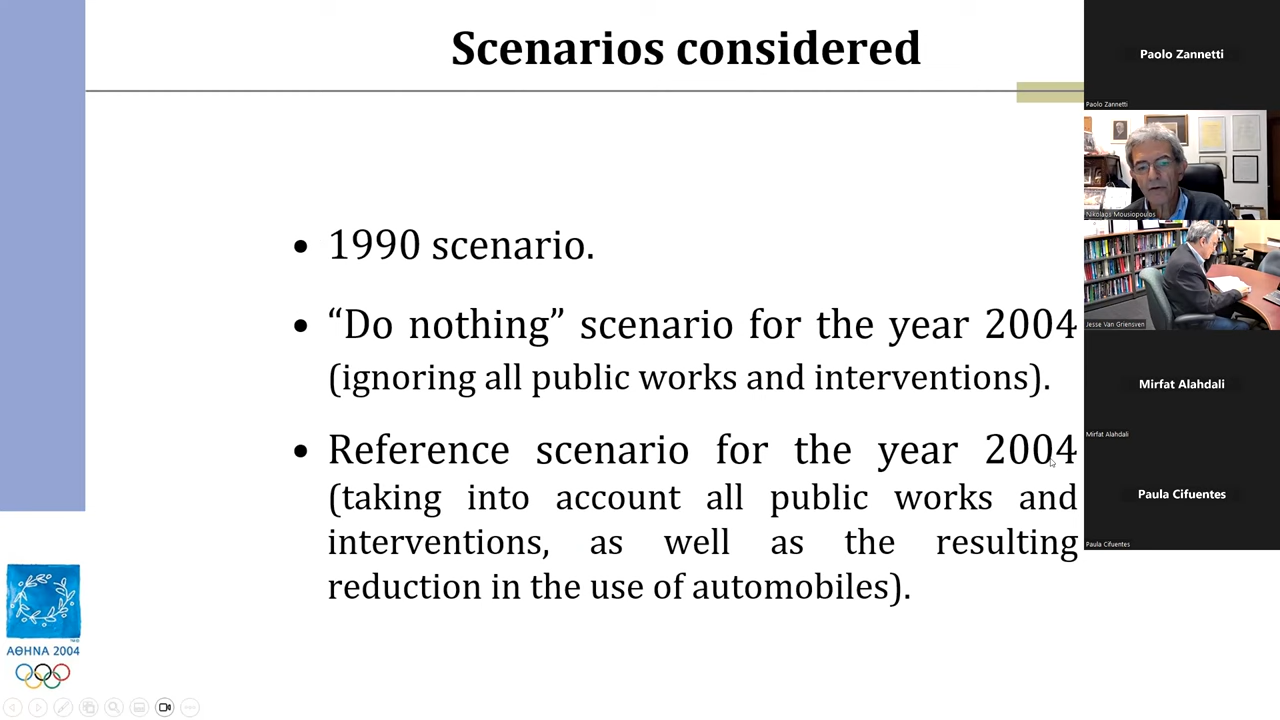 Scenarios considered
• 1990 scenario.
• “Do nothing” scenario for the year 2004
(ignoring all public works and interventions).
• Reference scenario for the year 2004
(taking into account all public works and
interventions, as well as the resulting
reduction in the use of automobiles).
ΑΘΗΝΑ 2004
Paolo Zannetti
Paolo Zannetti
Nikolaos Mousiopoulos
Jesse Van Griensven
Mirfat Alahdali
Mirfat Alahdali
Paula Cifuentes
Paula Cifuentes